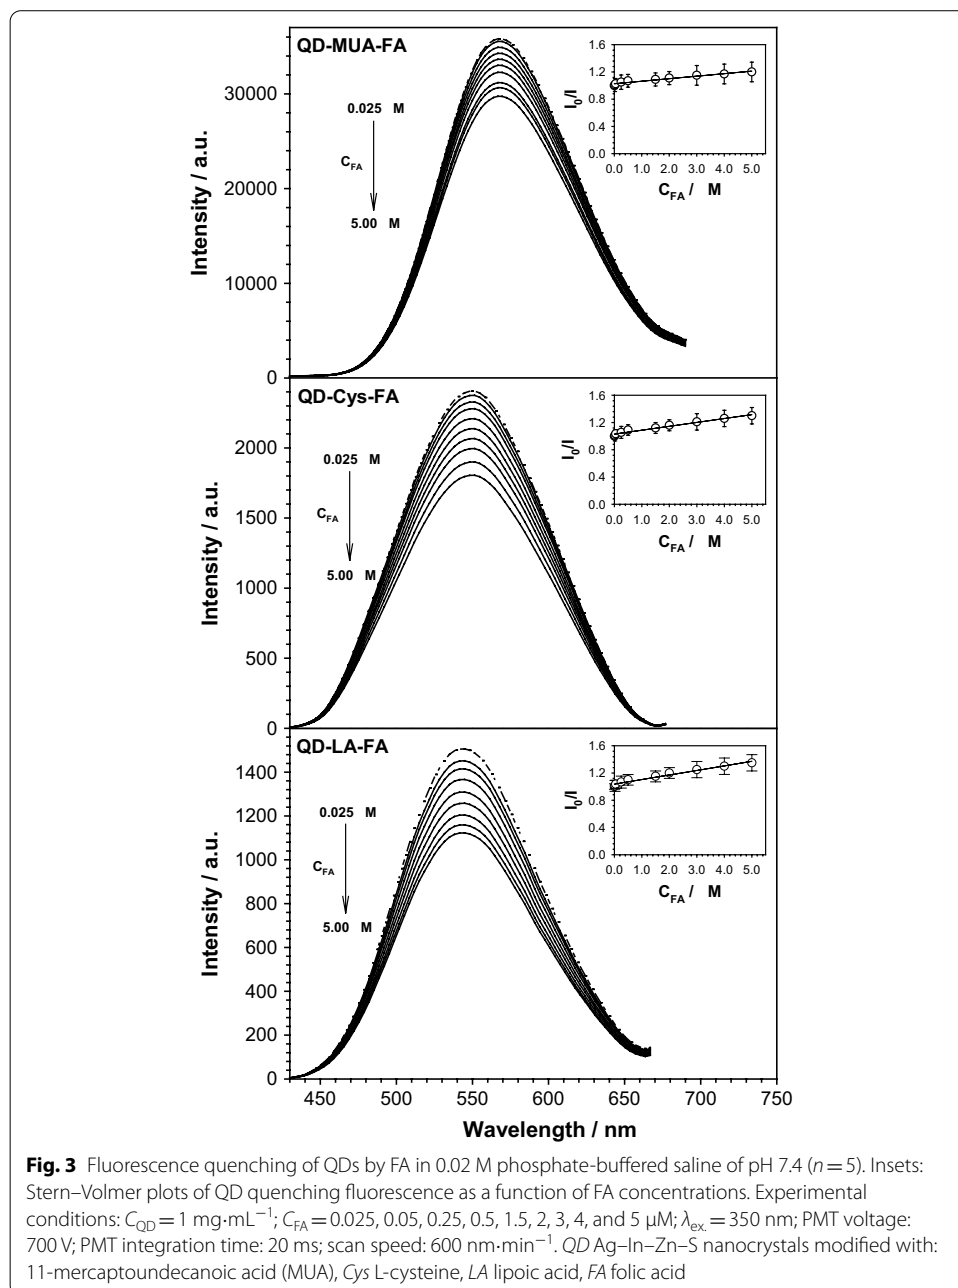 QD-MUA-FA
30000
20000
10000
0
Intensity / a.u.
0.025 M
C_FA
5.00 M
1.6
1.2
0.8
0.4
0.0
I₀/I
0.0 1.0 2.0 3.0 4.0 5.0
C_FA / M
QD-Cys-FA
2000
1500
1000
500
0
Intensity / a.u.
0.025 M
C_FA
5.00 M
1.6
1.2
0.8
0.4
0.0
I₀/I
0.0 1.0 2.0 3.0 4.0 5.0
C_FA / M
QD-LA-FA
1400
1200
1000
800
600
400
200
0
Intensity / a.u.
0.025 M
C_FA
5.00 M
1.6
1.2
0.8
0.4
0.0
I₀/I
0.0 1.0 2.0 3.0 4.0 5.0
C_FA / M
450 500 550 600 650 700 750
Wavelength / nm
Fig. 3 Fluorescence quenching of QDs by FA in 0.02 M phosphate-buffered saline of pH 7.4 (n = 5). Insets:
Stern–Volmer plots of QD quenching fluorescence as a function of FA concentrations. Experimental
conditions: C_QD = 1 mg·mL⁻¹; C_FA = 0.025, 0.05, 0.25, 0.5, 1.5, 2, 3, 4, and 5 μM; λ_ex. = 350 nm; PMT voltage:
700 V; PMT integration time: 20 ms; scan speed: 600 nm·min⁻¹. QD Ag–In–Zn–S nanocrystals modified with:
11-mercaptoundecanoic acid (MUA), Cys L-cysteine, LA lipoic acid, FA folic acid